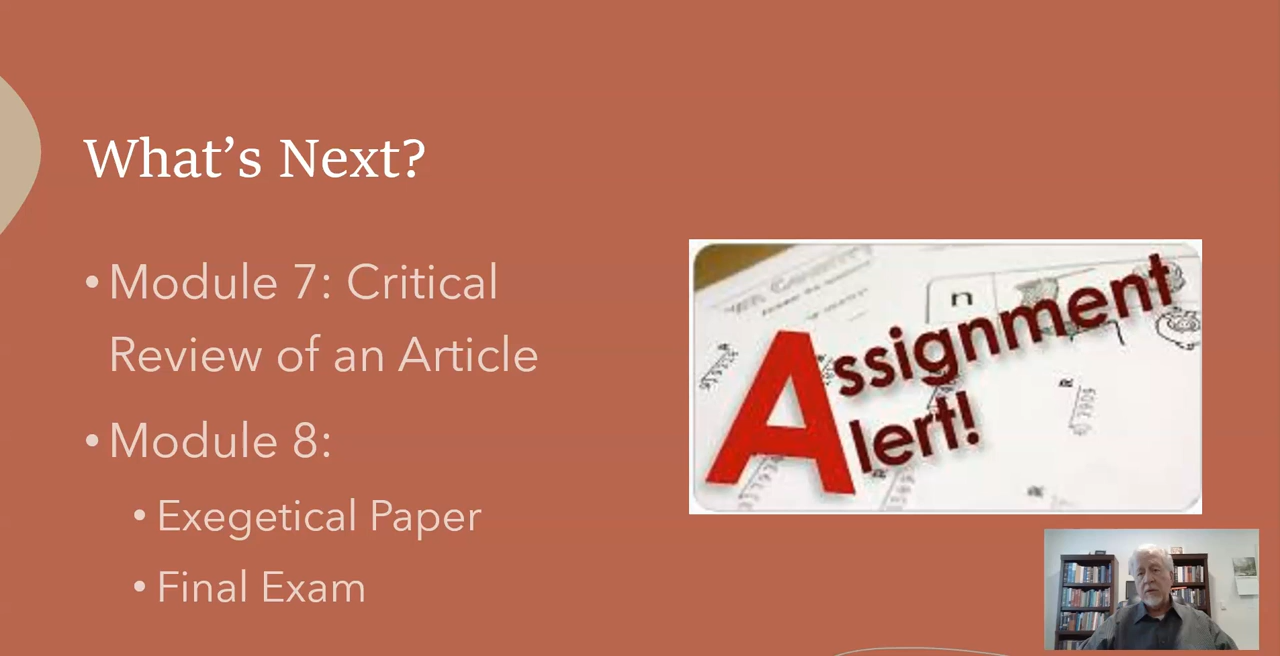 What’s Next?
• Module 7: Critical
Review of an Article
• Module 8:
• Exegetical Paper
• Final Exam
Assignment
Alert!
n
R